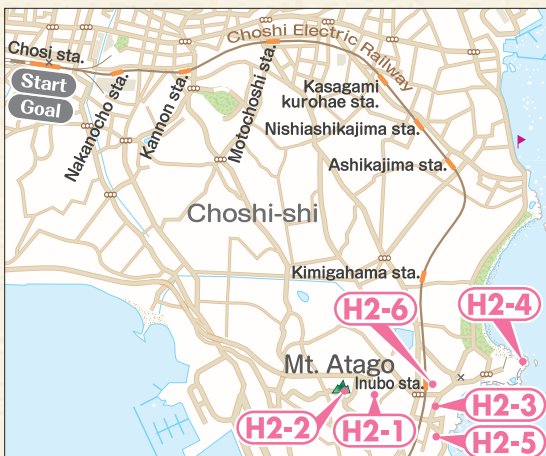 Chosi sta.
Start
Goal
Nakanocho sta.
Kannon sta.
Motochoshi sta.
Choshi Electric Railway
Kasagami
kurohae sta.
Nishiashikajima sta.
Ashikajima sta.
Choshi-shi
Kimigahama sta.
H2-6
H2-4
Mt. Atago
Inubo sta.
H2-3
H2-2
H2-1
H2-5